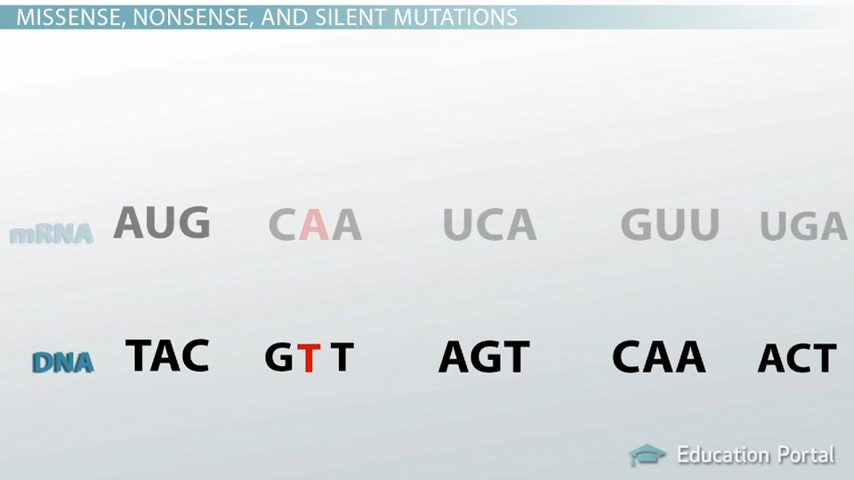 MISSENSE, NONSENSE, AND SILENT MUTATIONS
mRNA AUG CAA UCA GUU UGA
DNA TAC GTT AGT CAA ACT
Education Portal